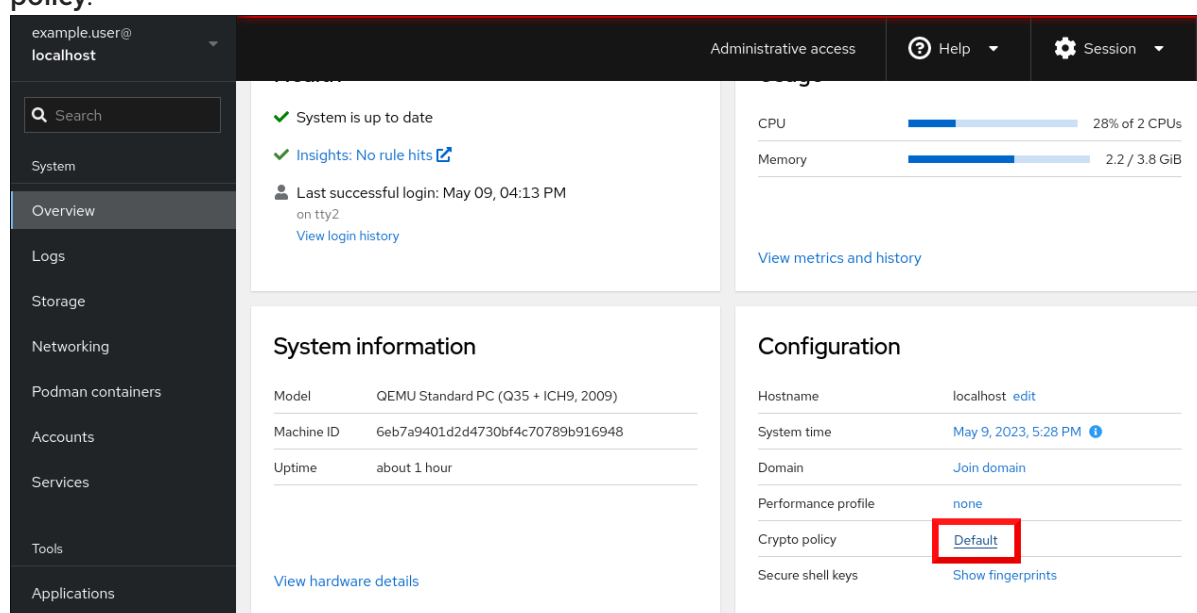 policy.
example.user@
localhost
Administrative access
Help
Session
Health
Usage
Search
System
Overview
Logs
Storage
Networking
Podman containers
Accounts
Services
Tools
Applications
System is up to date
Insights: No rule hits
Last successful login: May 09, 04:13 PM
on tty2
View login history
CPU 28% of 2 CPUs
Memory 2.2 / 3.8 GiB
View metrics and history
System information
Model QEMU Standard PC (Q35 + ICH9, 2009)
Machine ID 6eb7a9401d2d4730bf4c70789b916948
Uptime about 1 hour
View hardware details
Configuration
Hostname localhost edit
System time May 9, 2023, 5:28 PM
Domain Join domain
Performance profile none
Crypto policy Default
Secure shell keys Show fingerprints